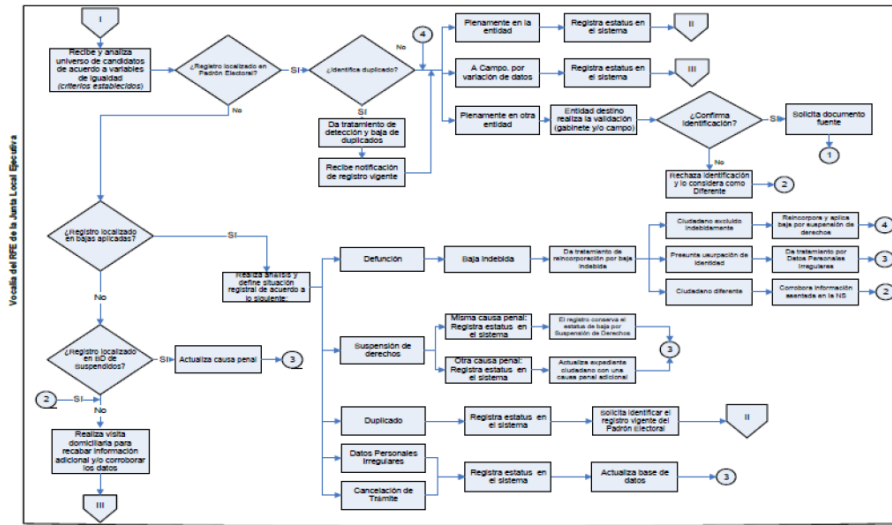 Vocalía del RFE de la Junta Local Ejecutiva
I
Recibe y analiza
universo de candidatos
de acuerdo a variables
de igualdad
(criterios establecidos)
¿Registro localizado en
Padrón Electoral?
SI
No
¿Identifica duplicado?
No
4
SI
Da tratamiento de
detección y baja de
duplicados
Recibe notificación
de registro vigente
Plenamente en la
entidad
Registra estatus en
el sistema
II
A Campo. por
variación de datos
Registra estatus en
el sistema
III
Plenamente en otra
entidad
Entidad destino
realiza la validación
(gabinete y/o campo)
¿Confirma
identificación?
SI
Solicita documento
fuente
1
No
Rechaza identificación
y lo considera como
Diferente
2
¿Registro localizado
en bajas aplicadas?
SI
No
Realiza análisis y
define situación
registral de acuerdo a
lo siguiente:
Defunción
Baja Indebida
Da tratamiento de
reincorporación por baja
indebida
Ciudadano excluido
indebidamente
Reincorpora y aplica
baja por suspensión de
derechos
4
Presunta usurpación de
identidad
Da tratamiento por
Datos Personales
Irregulares
3
Ciudadano diferente
Corrobora información
asentada en la NS
2
¿Registro localizado
en BD de
Suspendidos?
SI
Actualiza causa penal
3
2
SI
No
Realiza visita
domiciliaria para
recabar información
adicional y/o corroborar
los datos
III
Suspensión de
derechos
Misma causa penal:
Registra estatus en
el sistema
El registro conserva el
estatus de baja por
Suspensión de Derechos
Otra causa penal:
Registra estatus en
el sistema
Actualiza expediente
ciudadano con una
causa penal adicional
3
Duplicado
Registra estatus en
el sistema
Solicita identificar el
registro vigente del
Padrón Electoral
II
Datos Personales
Irregulares
Cancelación de
Trámite
Registra estatus en
el sistema
Actualiza base de
datos
3